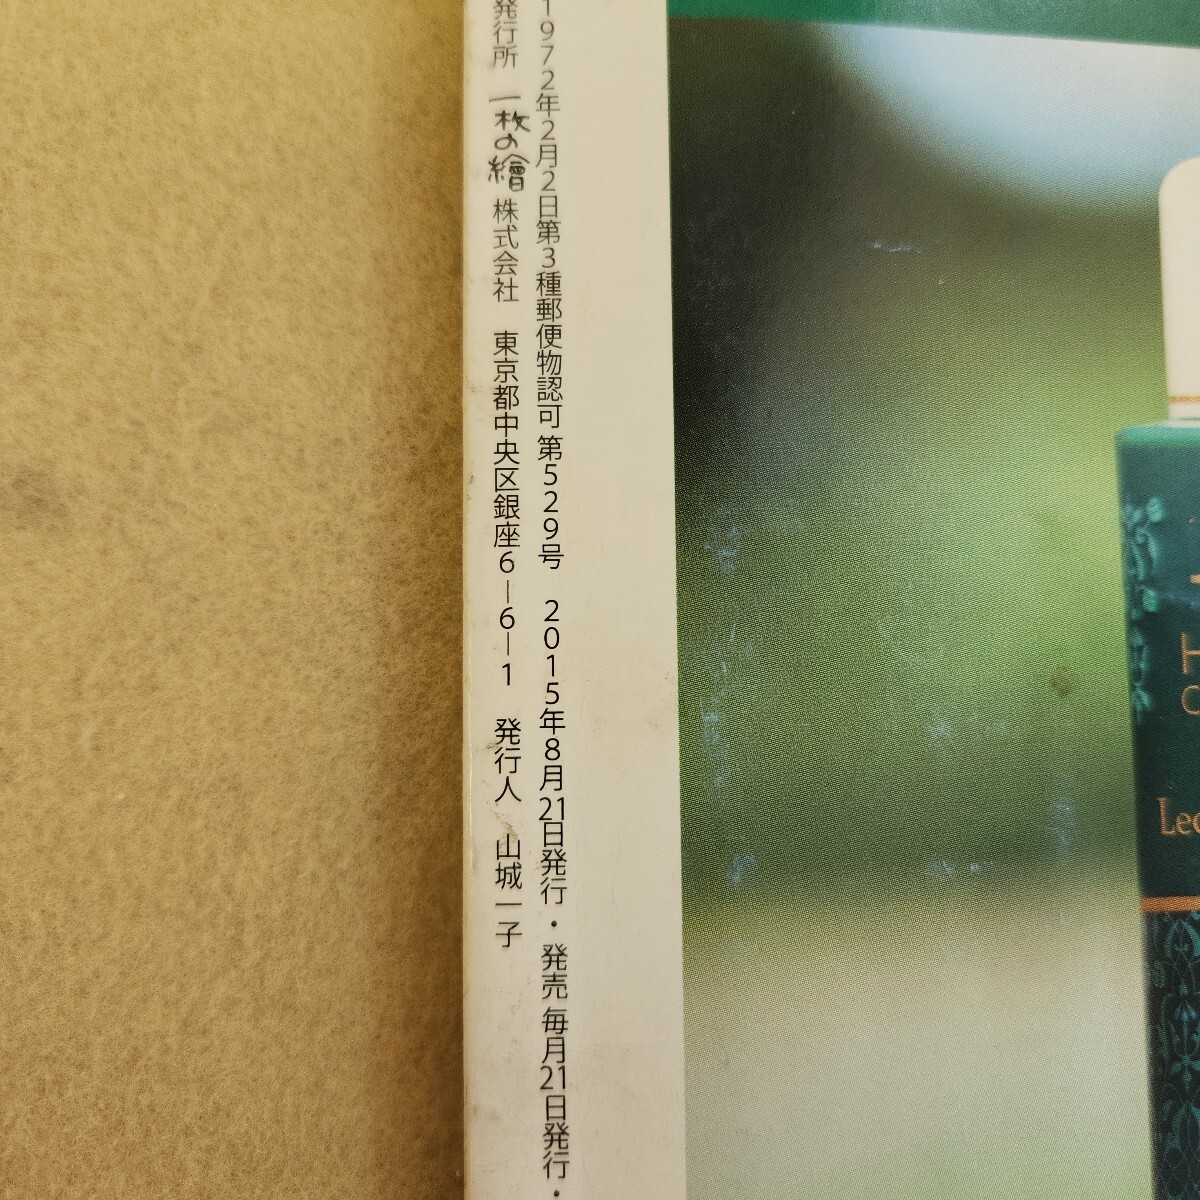 1972年2月2日第3種郵便物認可 第529号　2015年8月21日発行・発売 毎月21日発行・
発行所 一枚の繪 株式会社　東京都中央区銀座6―6―1　発行人　山城一子
H
Lec